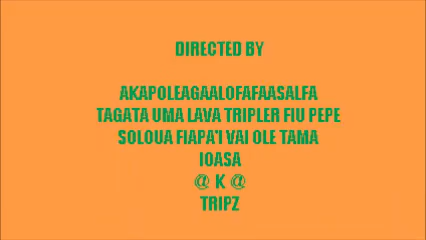 DIRECTED BY
AKAPOLEAGAALOFAFAASALFA
TAGATA UMA LAVA TRIPLER FIU PEPE
SOLOUA FIAPA'I VAI OLE TAMA
IOASA
@ K @
TRIPZ